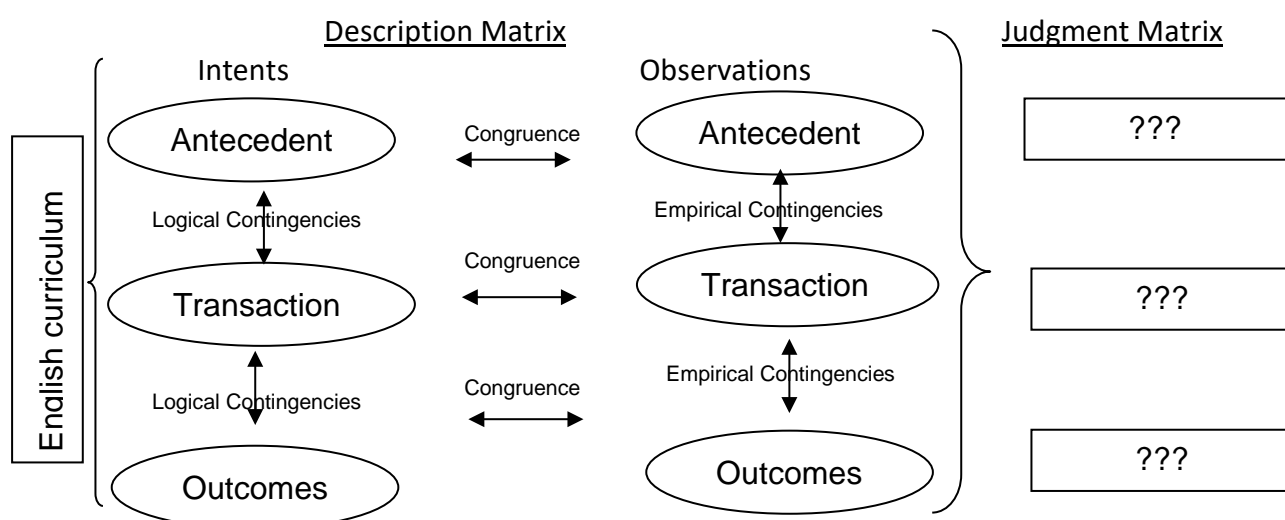 Description Matrix
Judgment Matrix
Intents
Observations
Antecedent
Congruence
Antecedent
???
Logical Contingencies
Empirical Contingencies
English curriculum
Transaction
Congruence
Transaction
???
Logical Contingencies
Congruence
Empirical Contingencies
Outcomes
Outcomes
???